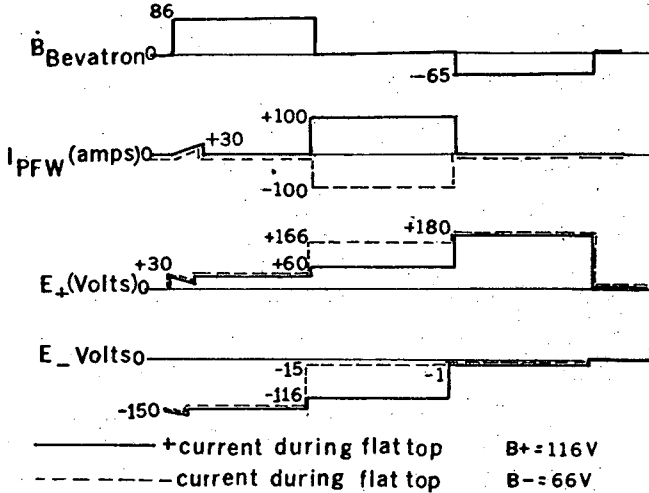 86
Ḃ Bevatron 0
-65
+100
+30
I PFW (amps) 0
-100
+166
+180
+30
+60
E+ (Volts) 0
E- Volts 0
-15
-1
-116
-150
+current during flat top B+=116V
-current during flat top B-=66V